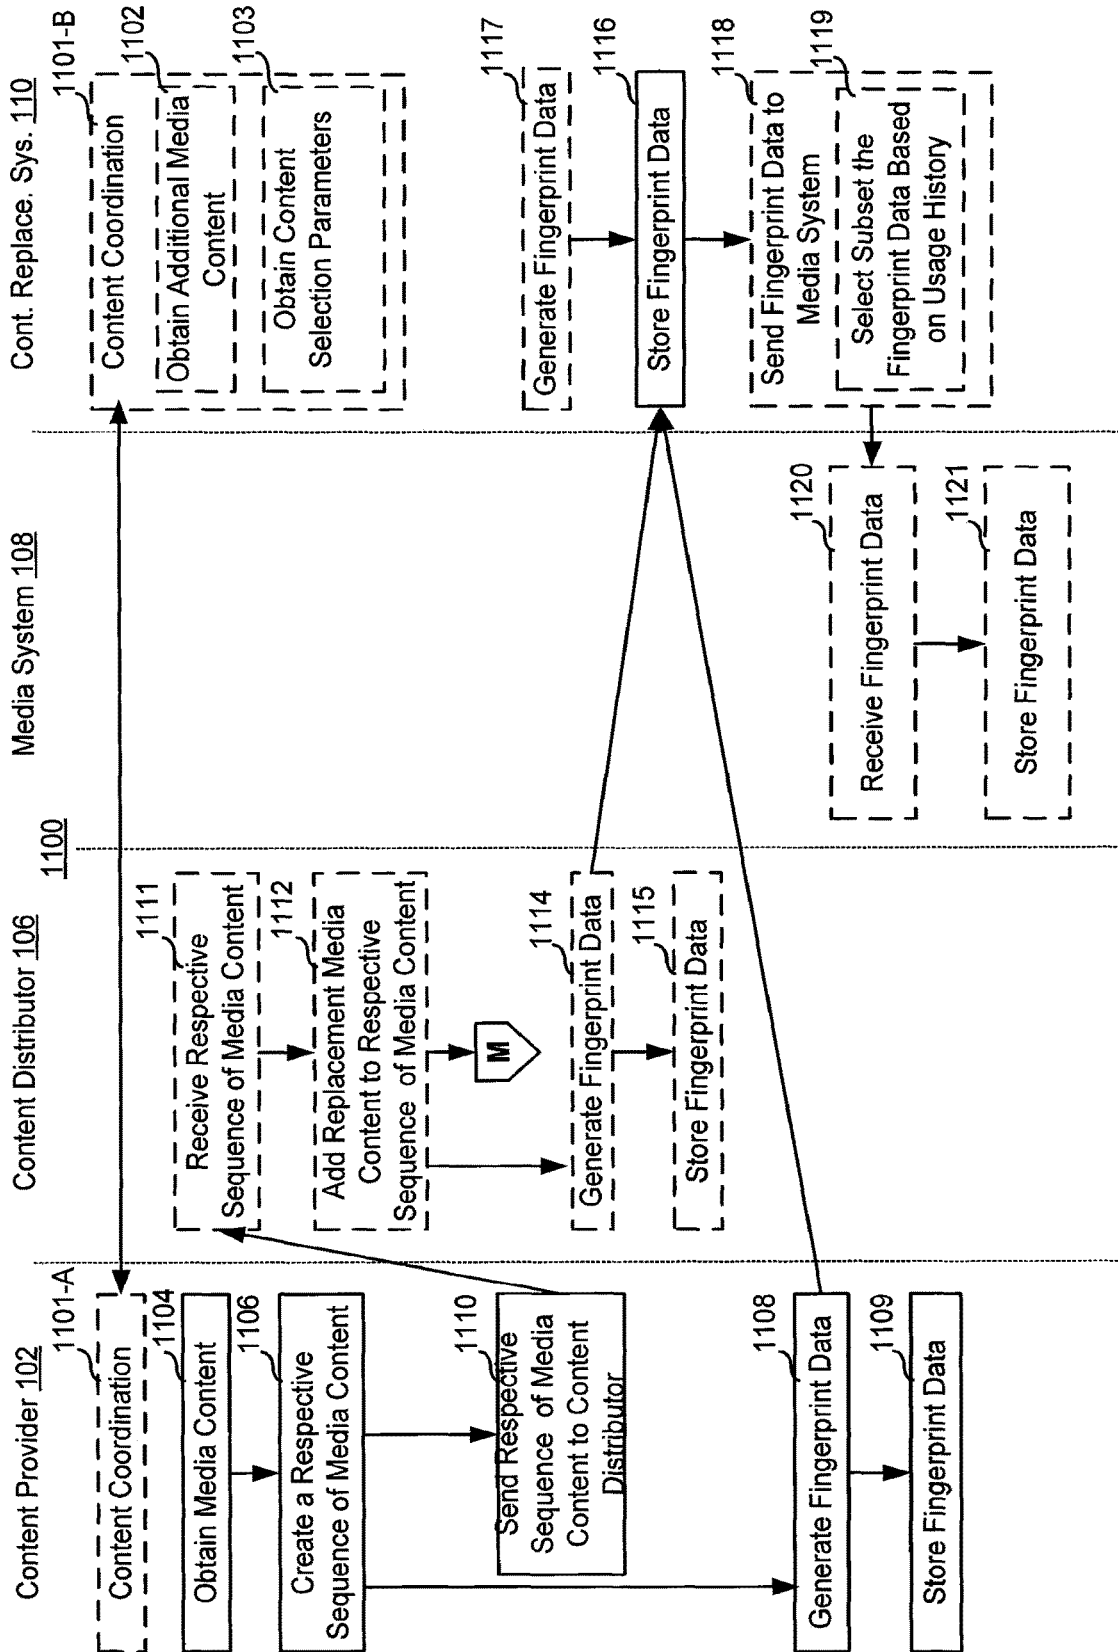 1100
Content Provider 102
1101-A
Content Coordination
1104
Obtain Media Content
1106
Create a Respective
Sequence of Media Content
1110
Send Respective
Sequence of Media
Content to Content
Distributor
1108
Generate Fingerprint Data
1109
Store Fingerprint Data
Content Distributor 106
1111
Receive Respective
Sequence of Media Content
1112
Add Replacement Media
Content to Respective
Sequence of Media Content
M
1114
Generate Fingerprint Data
1115
Store Fingerprint Data
Media System 108
1120
Receive Fingerprint Data
1121
Store Fingerprint Data
Cont. Replace. Sys. 110
1101-B
Content Coordination
1102
Obtain Additional Media
Content
1103
Obtain Content
Selection Parameters
1117
Generate Fingerprint Data
1116
Store Fingerprint Data
1118
Send Fingerprint Data to
Media System
1119
Select Subset the
Fingerprint Data Based
on Usage History